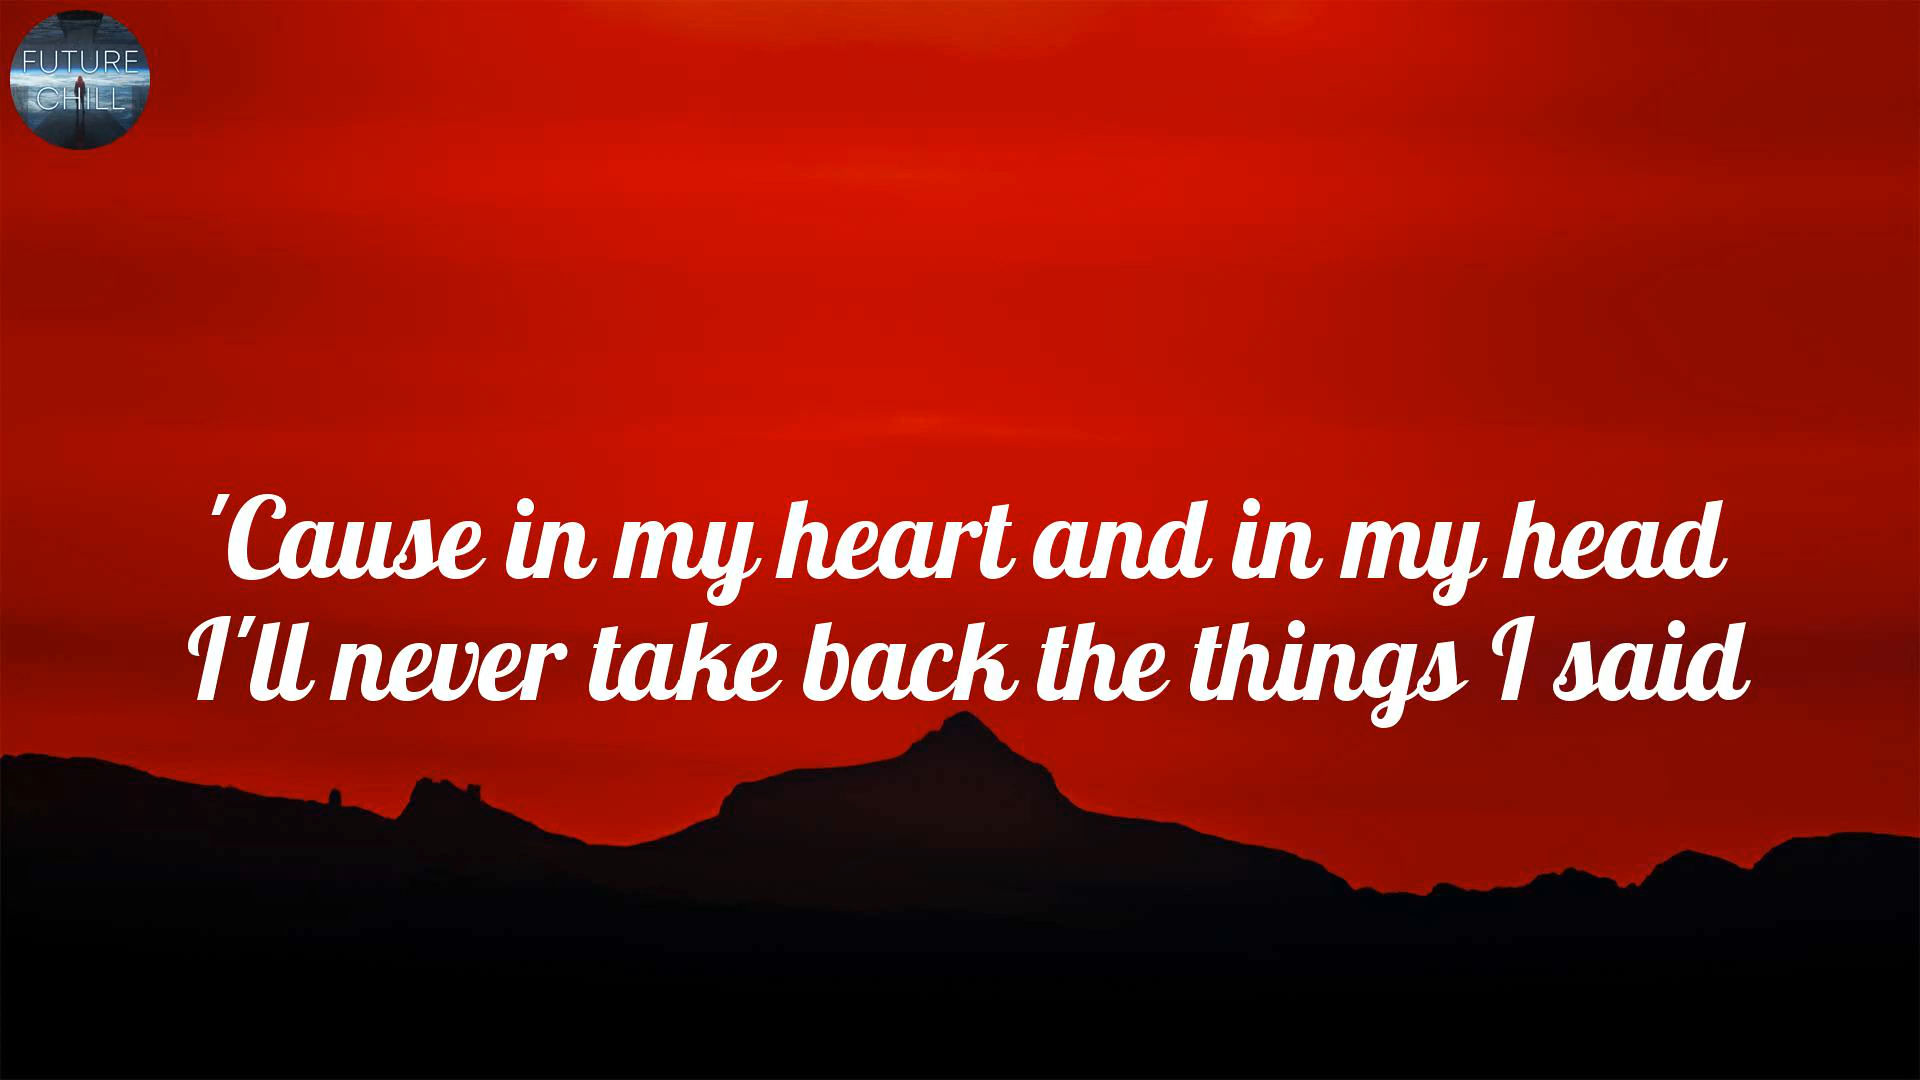 FUTURE
CHILL
'Cause in my heart and in my head
I'll never take back the things I said